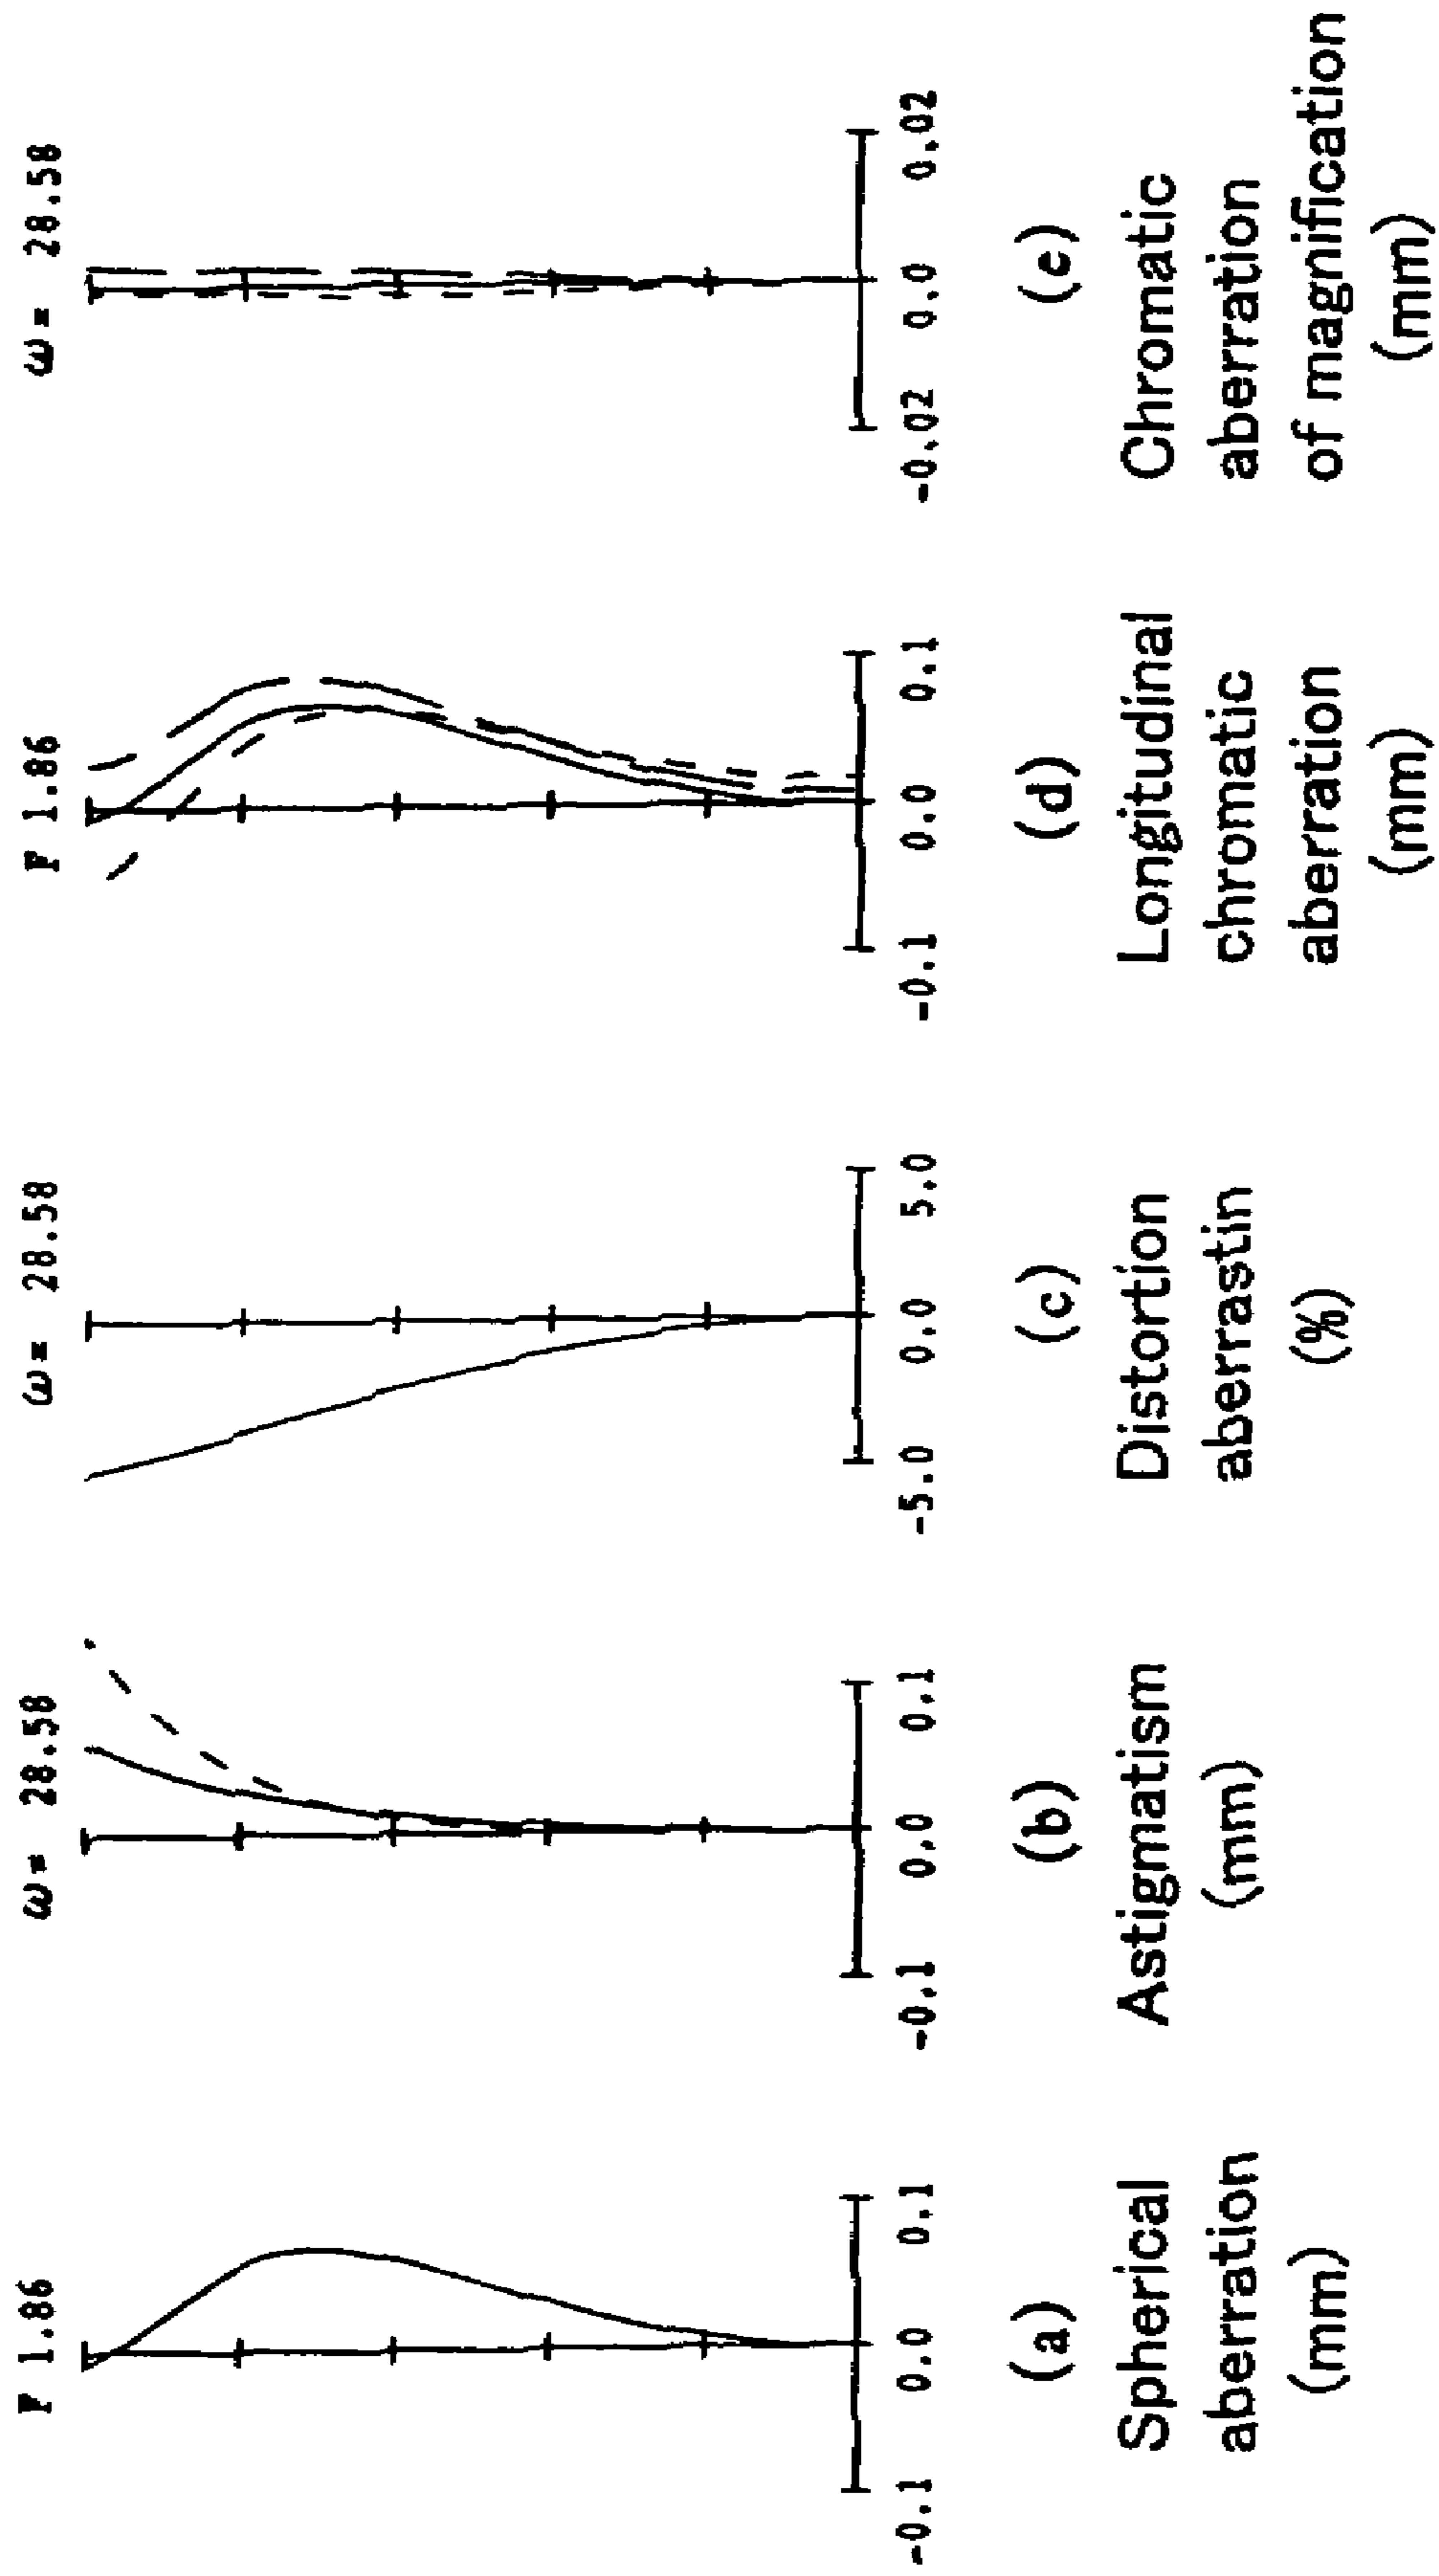 F 1.86
-0.1 0.0 0.1
(a)
Spherical
aberration
(mm)
ω= 28.58
-0.1 0.0 0.1
(b)
Astigmatism
(mm)
ω= 28.58
-5.0 0.0 5.0
(c)
Distortion
aberrastin
(%)
F 1.86
-0.1 0.0 0.1
(d)
Longitudinal
chromatic
aberration
(mm)
ω= 28.58
-0.02 0.0 0.02
(e)
Chromatic
aberration
of magnification
(mm)